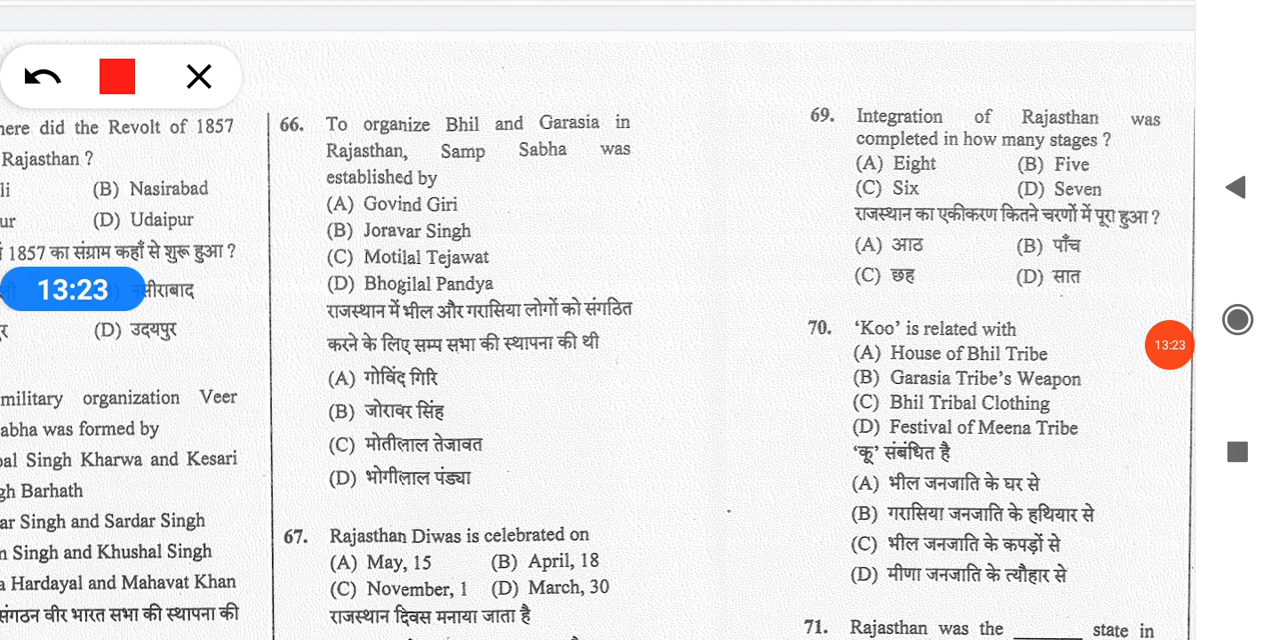 here did the Revolt of 1857
Rajasthan ?
li (B) Nasirabad
ur (D) Udaipur
1857 का संग्राम कहाँ से शुरू हुआ ?
13:23 नसीराबाद
(D) उदयपुर
military organization Veer
abha was formed by
pal Singh Kharwa and Kesari
gh Barhath
ar Singh and Sardar Singh
n Singh and Khushal Singh
a Hardayal and Mahavat Khan
संगठन वीर भारत सभा की स्थापना की
66. To organize Bhil and Garasia in
Rajasthan, Samp Sabha was
established by
(A) Govind Giri
(B) Joravar Singh
(C) Motilal Tejawat
(D) Bhogilal Pandya
राजस्थान में भील और गरासिया लोगों को संगठित
करने के लिए सम्प सभा की स्थापना की थी
(A) गोविंद गिरि
(B) जोरावर सिंह
(C) मोतीलाल तेजावत
(D) भोगीलाल पंड्या
67. Rajasthan Diwas is celebrated on
(A) May, 15 (B) April, 18
(C) November, 1 (D) March, 30
राजस्थान दिवस मनाया जाता है
69. Integration of Rajasthan was
completed in how many stages ?
(A) Eight (B) Five
(C) Six (D) Seven
राजस्थान का एकीकरण कितने चरणों में पूरा हुआ ?
(A) आठ (B) पाँच
(C) छह (D) सात
70. ‘Koo’ is related with
(A) House of Bhil Tribe
(B) Garasia Tribe’s Weapon
(C) Bhil Tribal Clothing
(D) Festival of Meena Tribe
‘कू’ संबंधित है
(A) भील जनजाति के घर से
(B) गरासिया जनजाति के हथियार से
(C) भील जनजाति के कपड़ों से
(D) मीणा जनजाति के त्यौहार से
71. Rajasthan was the ______ state in
13:23